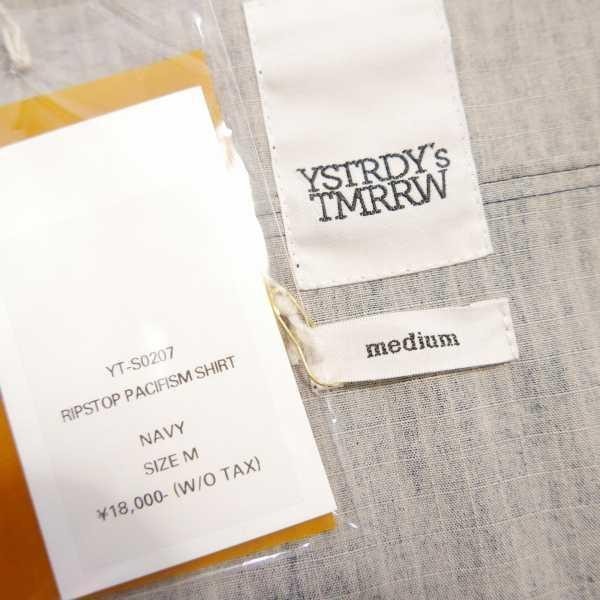 YSTRDY's
TMRRW
medium
YT-S0207
RIPSTOP PACIFISM SHIRT
NAVY
SIZE M
¥18,000- (W/O TAX)